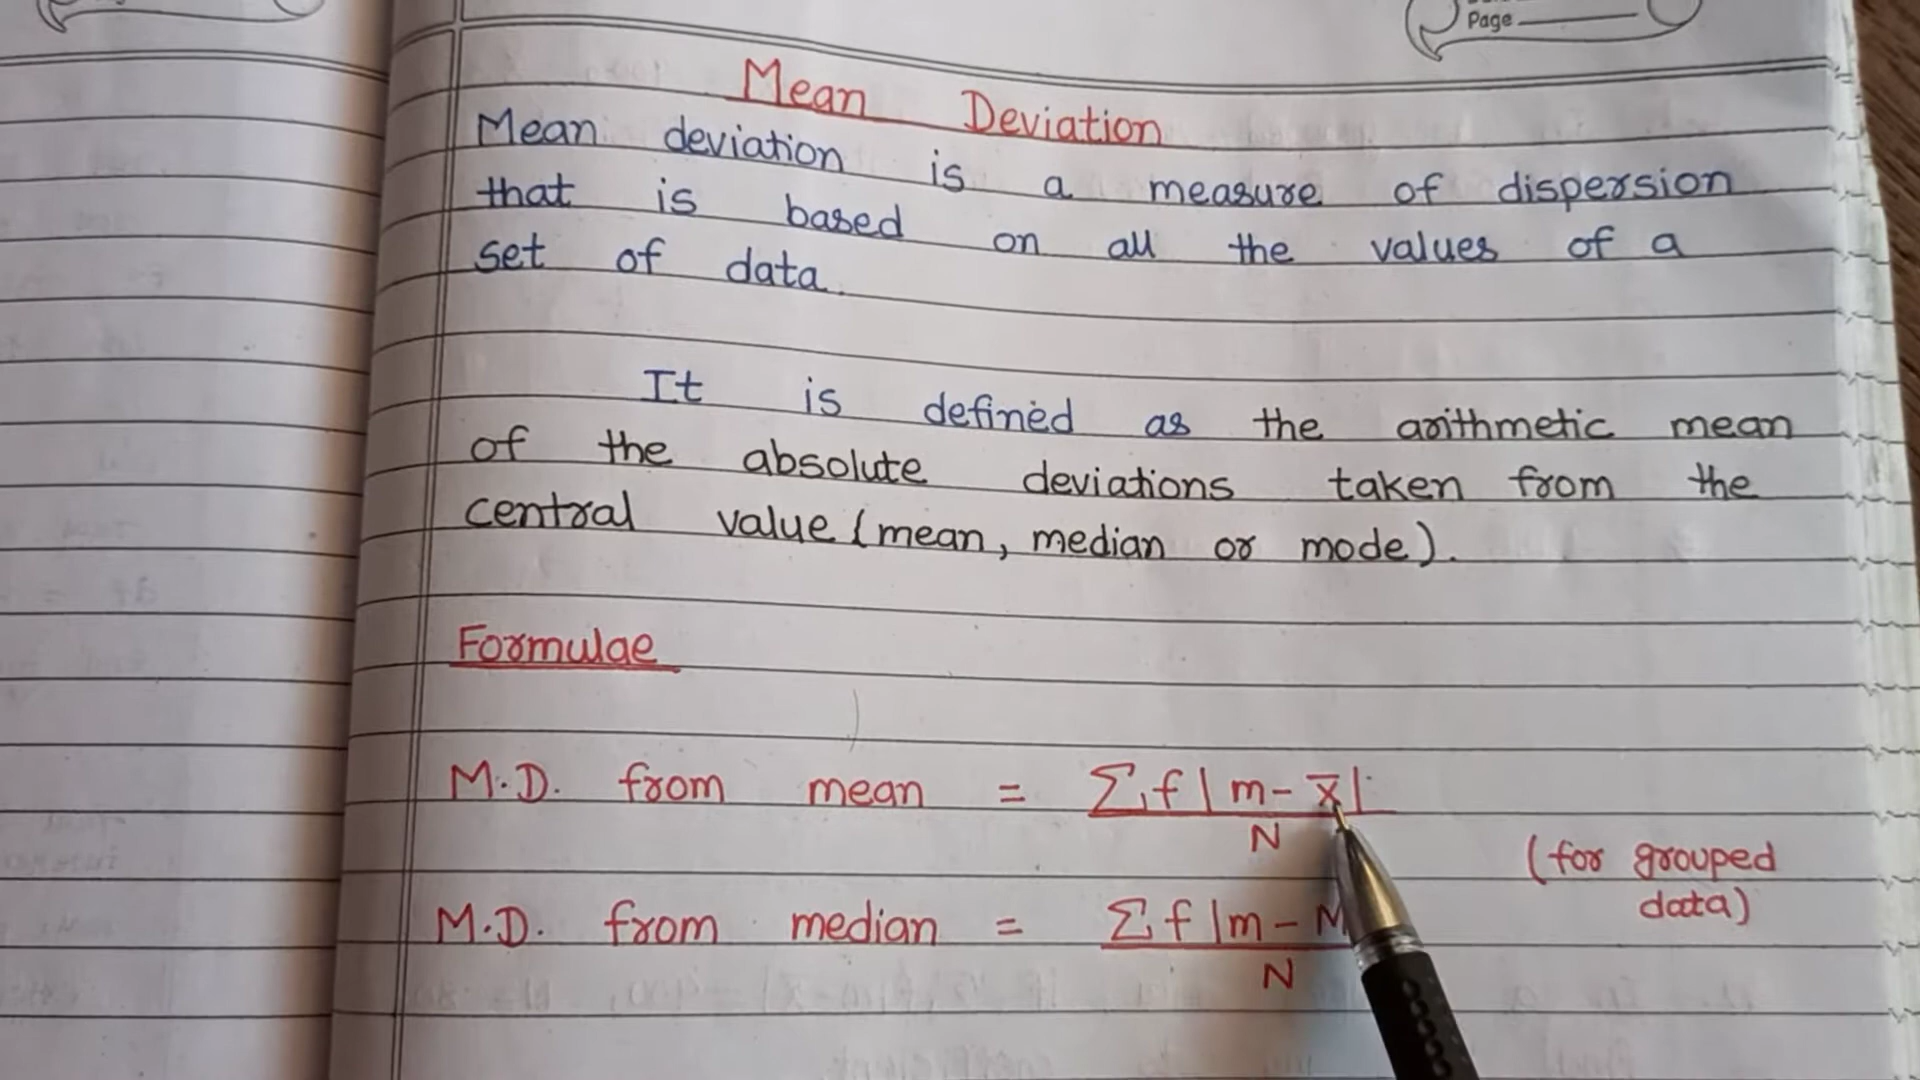 Page
Mean Deviation
Mean deviation is a measure of dispersion
that is based on all the values of a
set of data.
It is defined as the arithmetic mean
of the absolute deviations taken from the
central value (mean, median or mode).
Formulae
M.D. from mean = Σf|m-x̄|
N
(for grouped
data)
M.D. from median = Σf|m-M
N